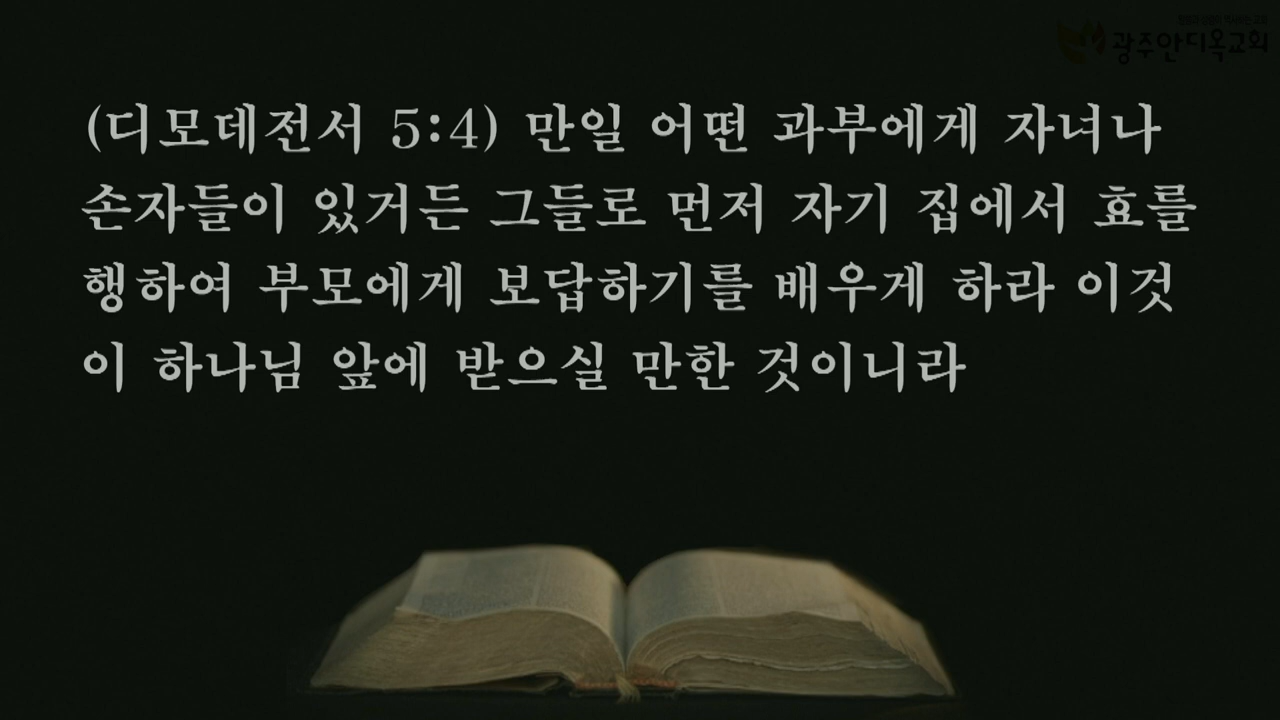 광주안디옥교회
(디모데전서 5:4) 만일 어떤 과부에게 자녀나
손자들이 있거든 그들로 먼저 자기 집에서 효를
행하여 부모에게 보답하기를 배우게 하라 이것
이 하나님 앞에 받으실 만한 것이니라